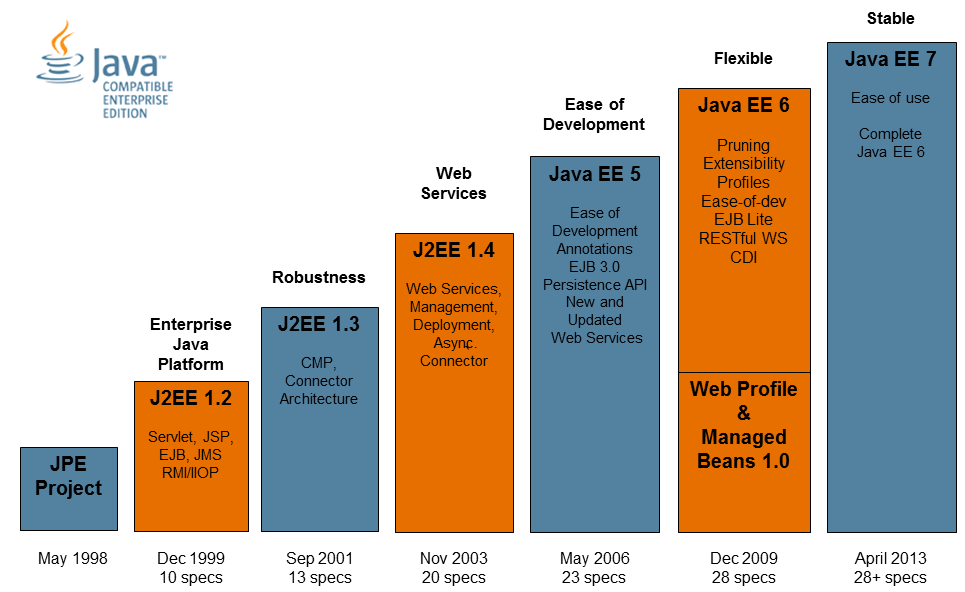 Java™
COMPATIBLE
ENTERPRISE
EDITION
JPE
Project
May 1998
Enterprise
Java
Platform
J2EE 1.2
Servlet, JSP,
EJB, JMS
RMI/IIOP
Dec 1999
10 specs
Robustness
J2EE 1.3
CMP,
Connector
Architecture
Sep 2001
13 specs
Web
Services
J2EE 1.4
Web Services,
Management,
Deployment,
Async.
Connector
Nov 2003
20 specs
Ease of
Development
Java EE 5
Ease of
Development
Annotations
EJB 3.0
Persistence API
New and
Updated
Web Services
May 2006
23 specs
Flexible
Java EE 6
Pruning
Extensibility
Profiles
Ease-of-dev
EJB Lite
RESTful WS
CDI
Web Profile
&
Managed
Beans 1.0
Dec 2009
28 specs
Stable
Java EE 7
Ease of use
Complete
Java EE 6
April 2013
28+ specs